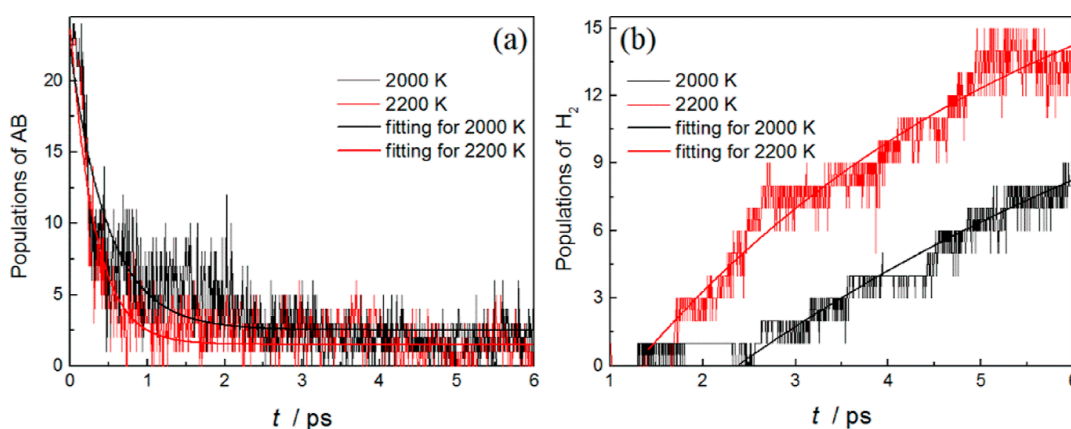 (a)
Populations of AB
20
15
10
5
0
2000 K
2200 K
fitting for 2000 K
fitting for 2200 K
0 1 2 3 4 5 6
t / ps
(b)
Populations of H2
15
12
9
6
3
0
2000 K
2200 K
fitting for 2000 K
fitting for 2200 K
1 2 3 4 5 6
t / ps